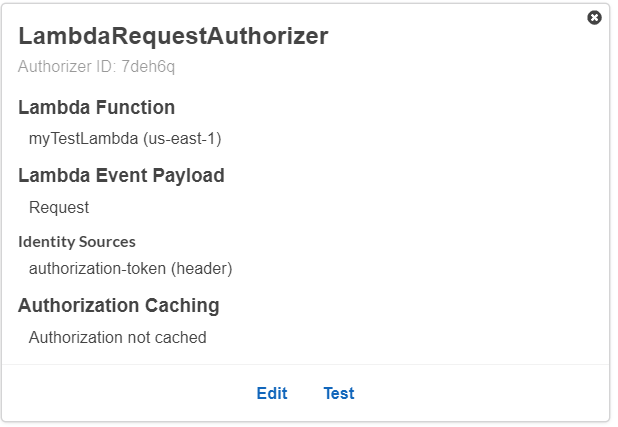 LambdaRequestAuthorizer
Authorizer ID: 7deh6q
Lambda Function
myTestLambda (us-east-1)
Lambda Event Payload
Request
Identity Sources
authorization-token (header)
Authorization Caching
Authorization not cached
Edit Test